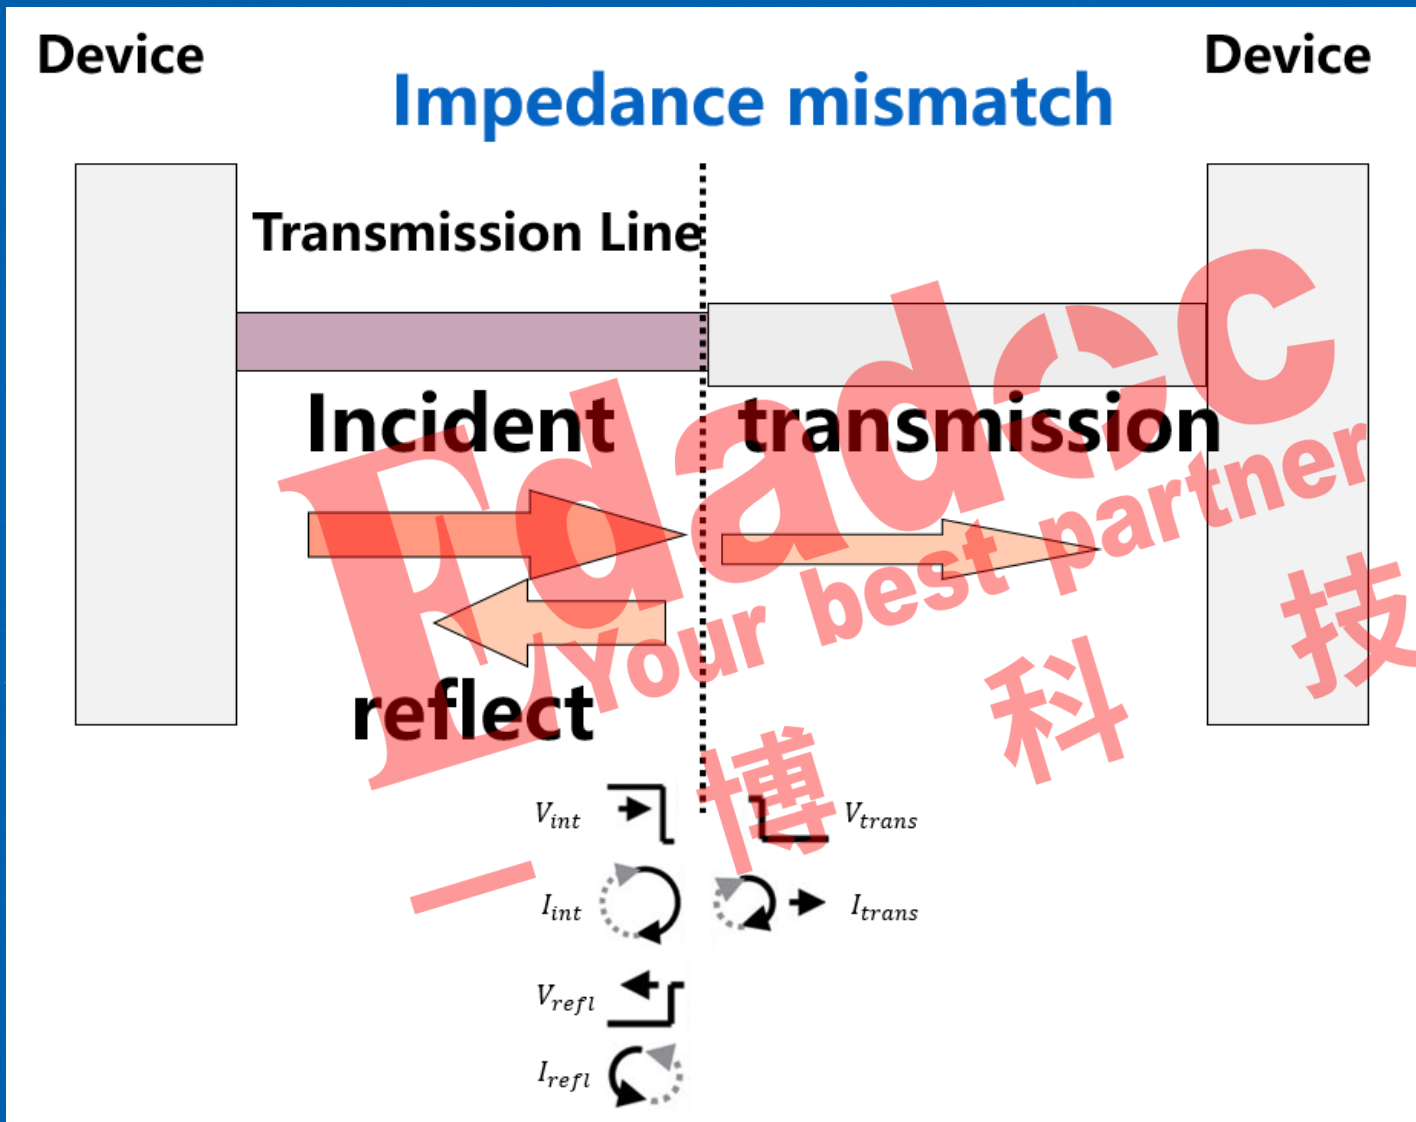 Device
Device
Impedance mismatch
Transmission Line
Incident
transmission
reflect
Edadoc
Your best partner
一博科技
V_int
V_trans
I_int
I_trans
V_refl
I_refl